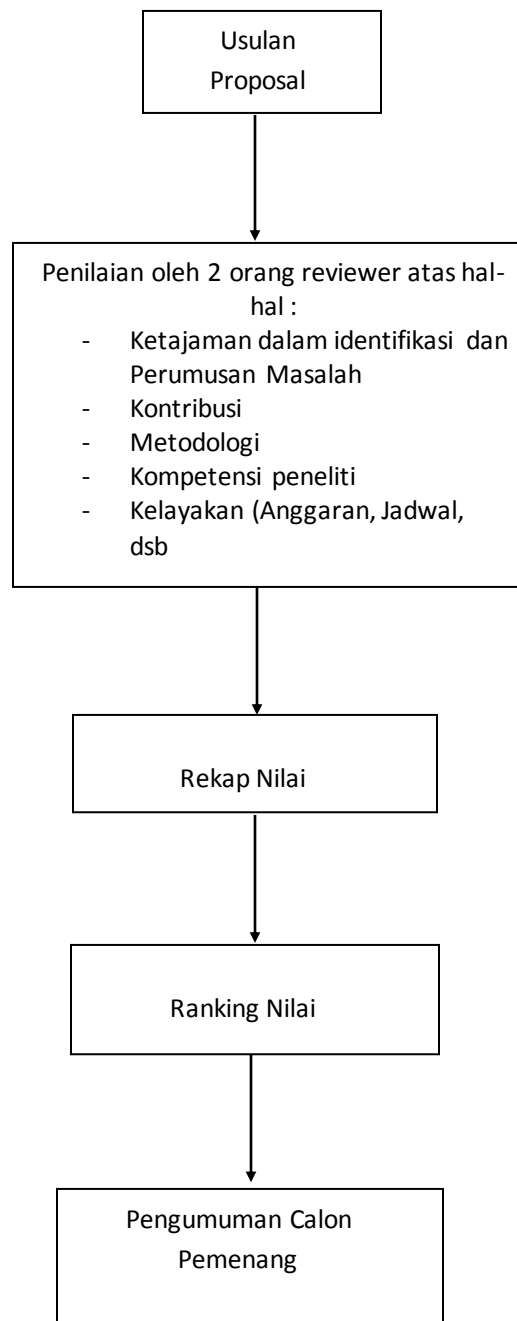 Usulan
Proposal
Penilaian oleh 2 orang reviewer atas hal-
hal :
- Ketajaman dalam identifikasi dan
Perumusan Masalah
- Kontribusi
- Metodologi
- Kompetensi peneliti
- Kelayakan (Anggaran, Jadwal,
dsb
Rekap Nilai
Ranking Nilai
Pengumuman Calon
Pemenang